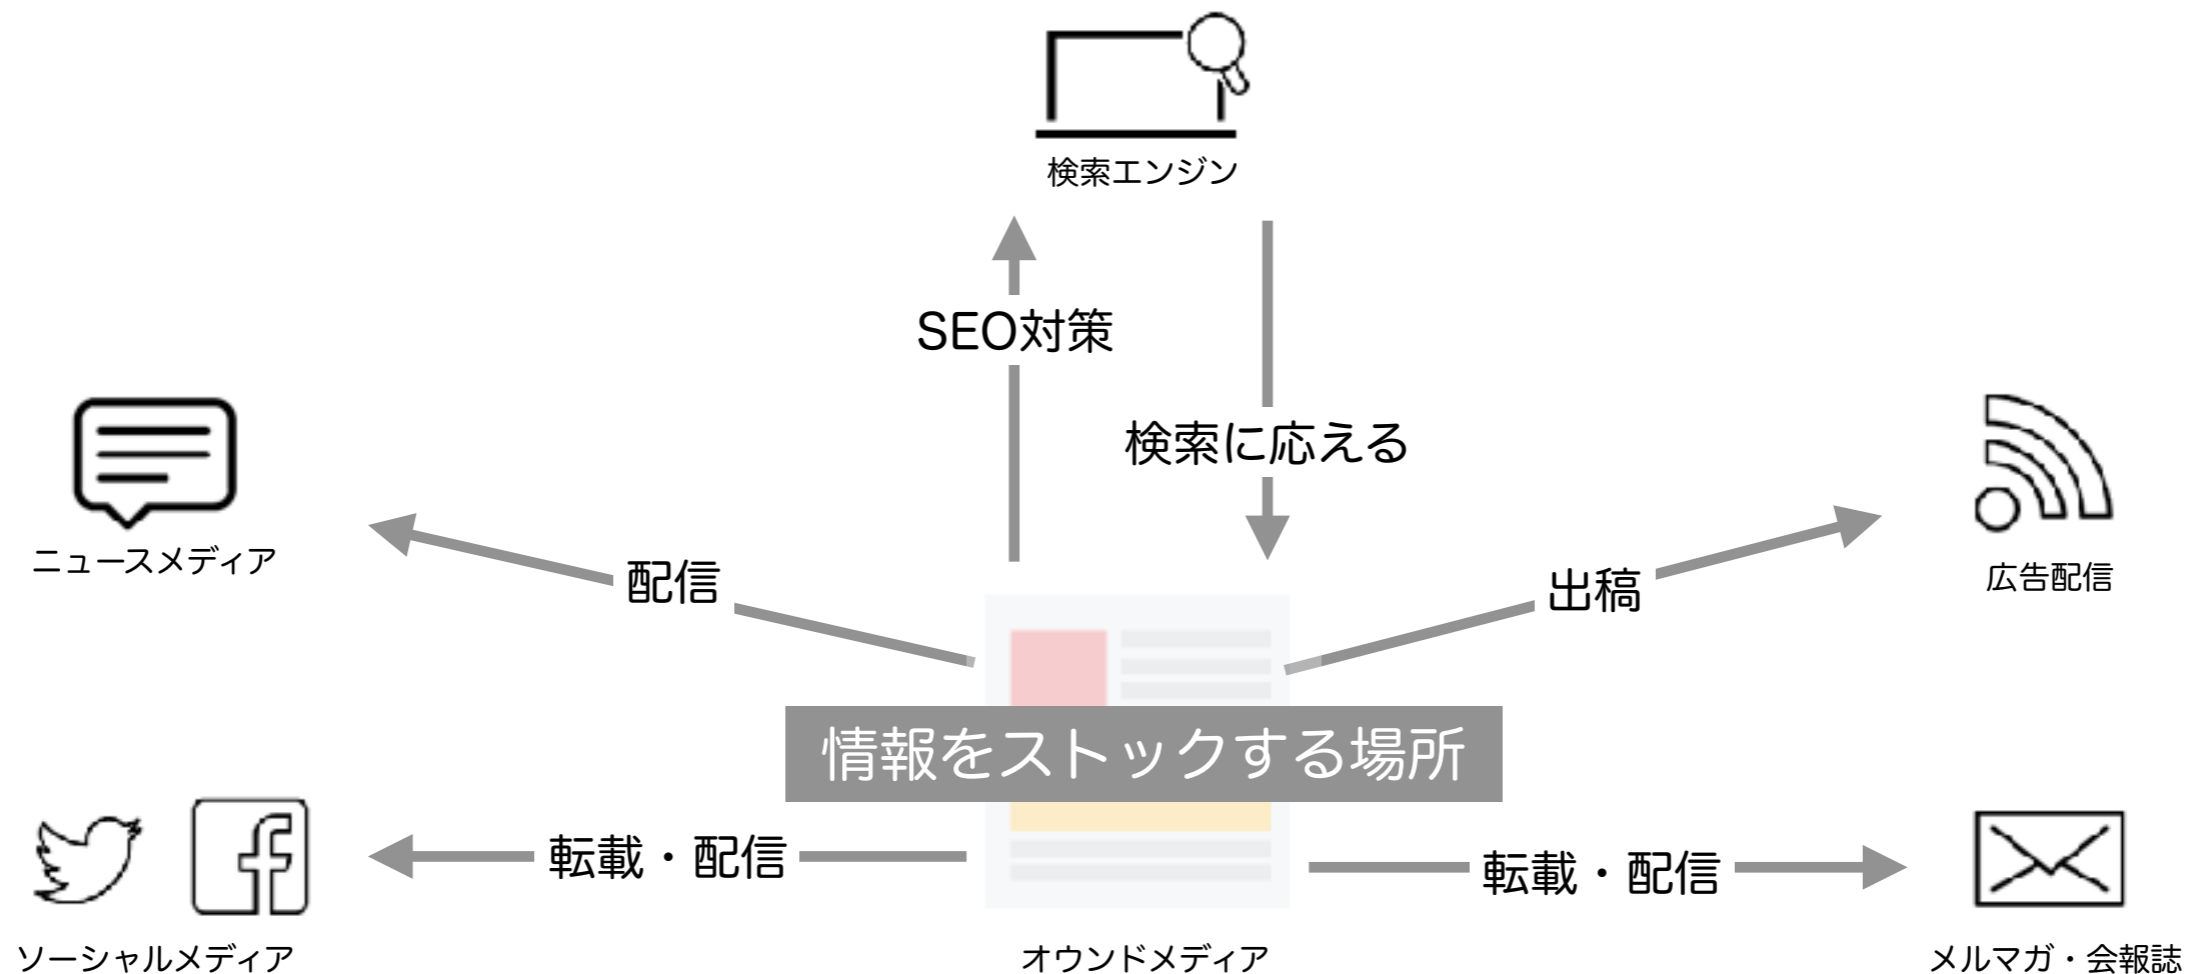 検索エンジン
SEO対策
検索に応える
ニュースメディア
配信
出稿
広告配信
情報をストックする場所
転載・配信
転載・配信
ソーシャルメディア
オウンドメディア
メルマガ・会報誌